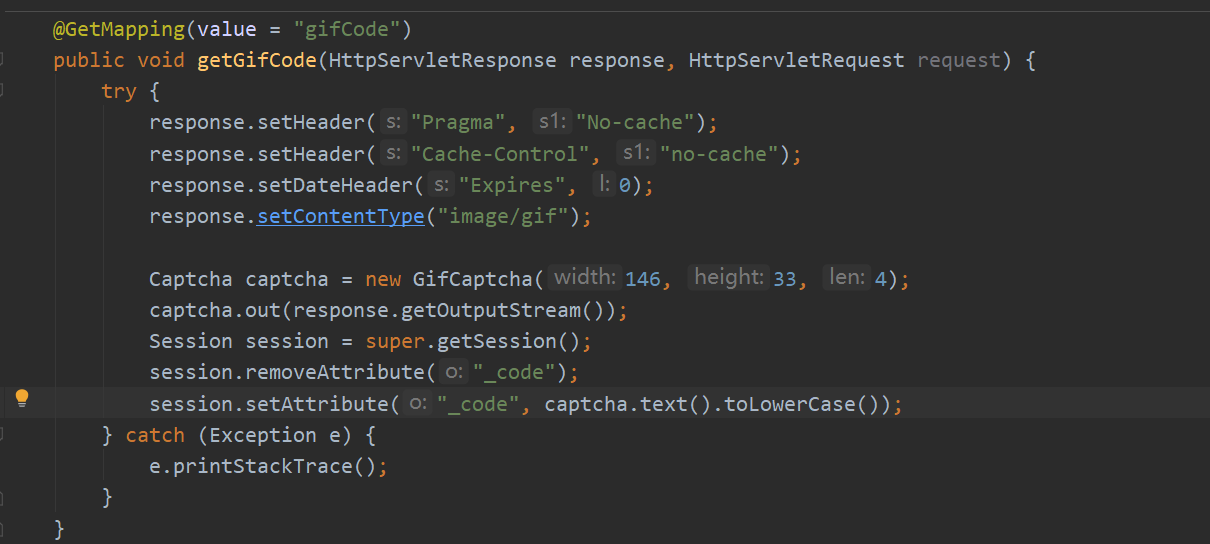 @GetMapping(value = "gifCode")
public void getGifCode(HttpServletResponse response, HttpServletRequest request) {
try {
response.setHeader( s: "Pragma", s1: "No-cache");
response.setHeader( s: "Cache-Control", s1: "no-cache");
response.setDateHeader( s: "Expires", l: 0);
response.setContentType("image/gif");
Captcha captcha = new GifCaptcha( width: 146, height: 33, len: 4);
captcha.out(response.getOutputStream());
Session session = super.getSession();
session.removeAttribute( o: "_code");
session.setAttribute( o: "_code", captcha.text().toLowerCase());
} catch (Exception e) {
e.printStackTrace();
}
}